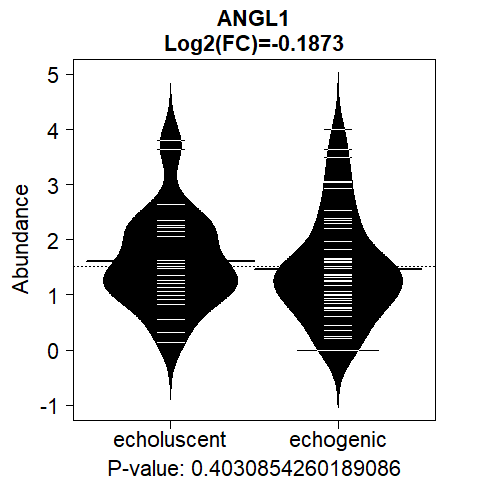 ANGL1
Log2(FC)=-0.1873
Abundance
5
4
3
2
1
0
-1
echoluscent echogenic
P-value: 0.4030854260189086